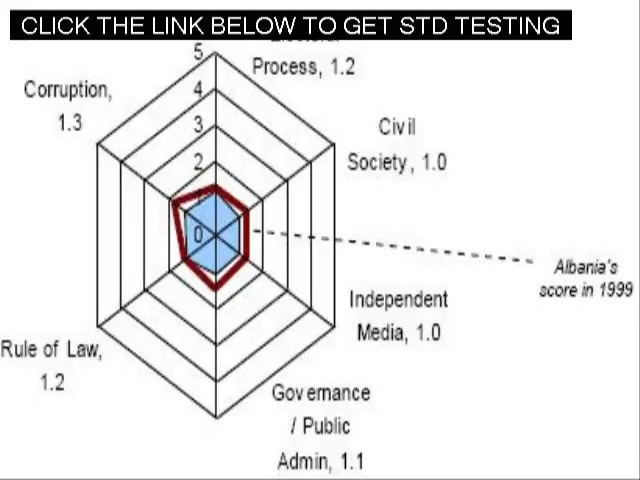 CLICK THE LINK BELOW TO GET STD TESTING
5
Process, 1.2
4
Corruption,
1.3
3
Civil
2
Society, 1.0
0
Albania's
score in 1999
Independent
Media, 1.0
Rule of Law,
1.2
Governance
/ Public
Admin, 1.1